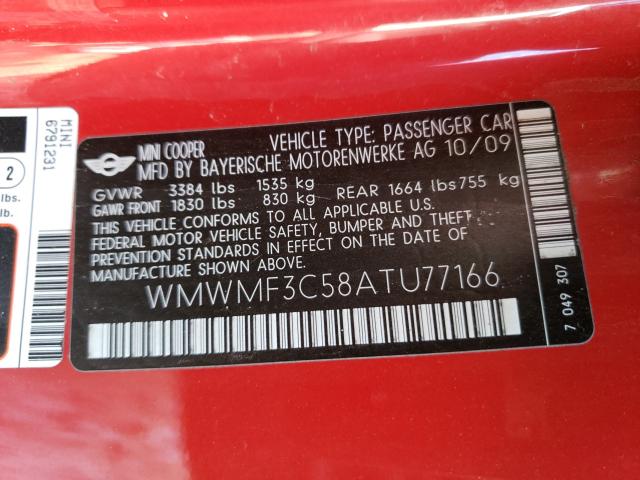 MINI
6791231
2
lbs.
lb.
MINI COOPER
VEHICLE TYPE: PASSENGER CAR
MFD BY BAYERISCHE MOTORENWERKE AG 10/09
GVWR 3384 lbs 1535 kg
GAWR FRONT 1830 lbs 830 kg REAR 1664 lbs755 kg
THIS VEHICLE CONFORMS TO ALL APPLICABLE U.S.
FEDERAL MOTOR VEHICLE SAFETY, BUMPER AND THEFT
PREVENTION STANDARDS IN EFFECT ON THE DATE OF
MANUFACTURE SHOWN ABOVE.
WMWMF3C58ATU77166
7 049 307